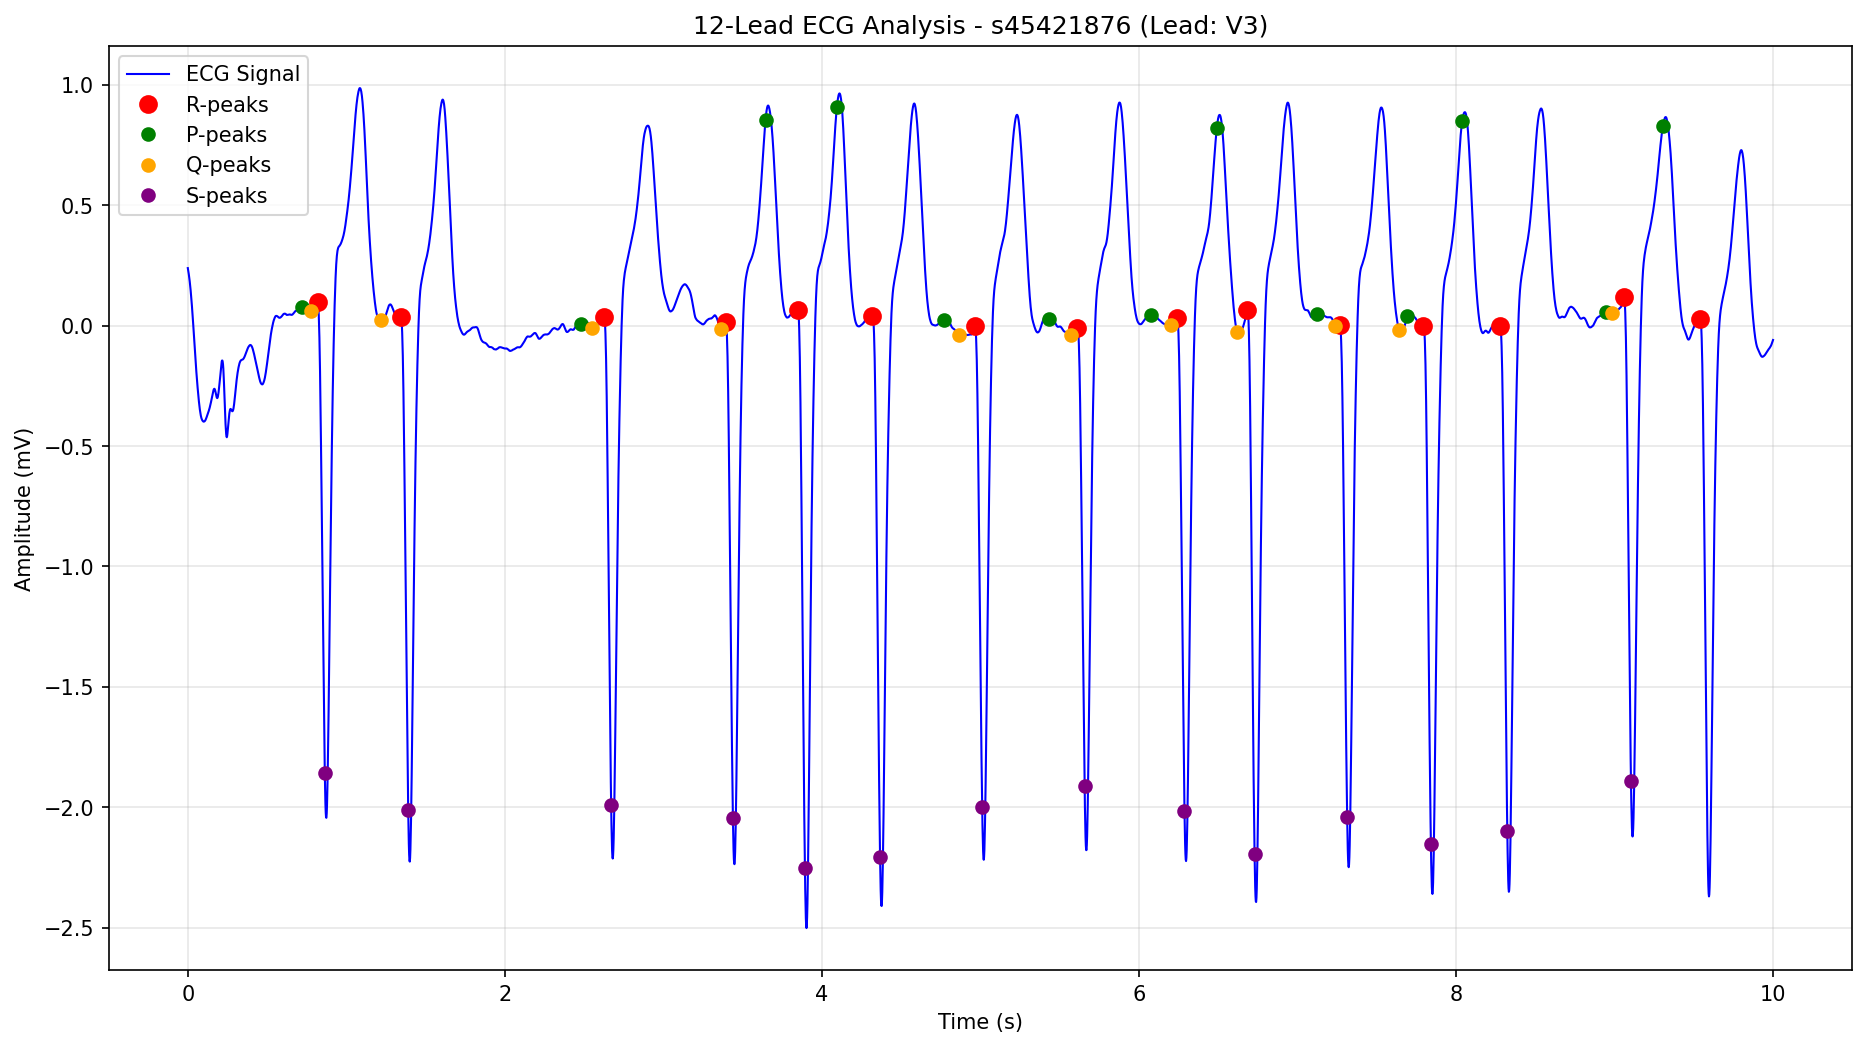 12-Lead ECG Analysis - s45421876 (Lead: V3)
ECG Signal
R-peaks
P-peaks
Q-peaks
S-peaks
1.0
0.5
0.0
−0.5
−1.0
−1.5
−2.0
−2.5
Amplitude (mV)
0 2 4 6 8 10
Time (s)